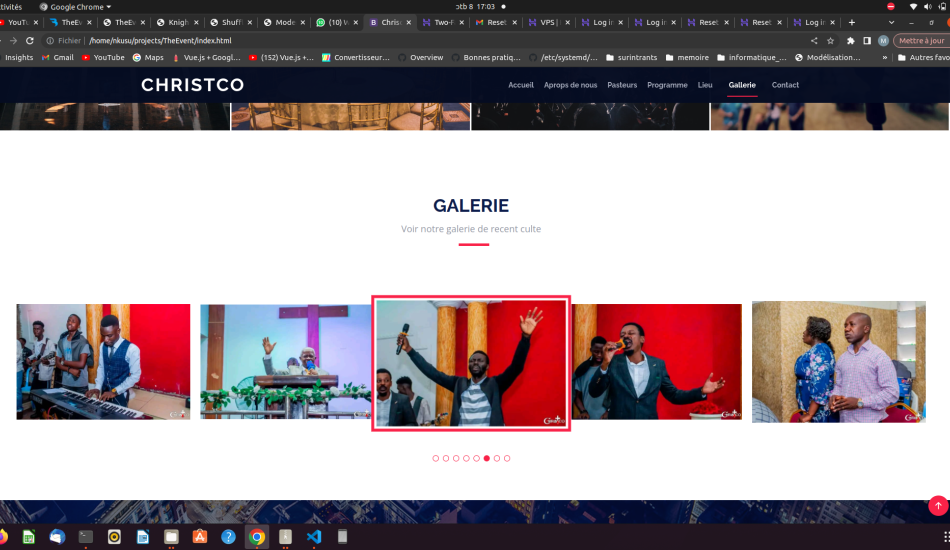 tivités Google Chrome oţb 8 17:03
YouTu TheEv TheEv Knigh Shuff Mode (10) W Chris Two-F Reset VPS | Log in Log in Reset Reset Log in
Fichier | /home/nkusu/projects/TheEvent/index.html Mettre à jour
Insights Gmail YouTube Maps Vue.js + Googl... (152) Vue.js +... Convertisseur... Overview Bonnes pratiq... /etc/systemd/... surintrants memoire informatique_... Modélisation... » Autres favo
CHRISTCO
Accueil Aprops de nous Pasteurs Programme Lieu Gallerie Contact
GALERIE
Voir notre galerie de recent culte